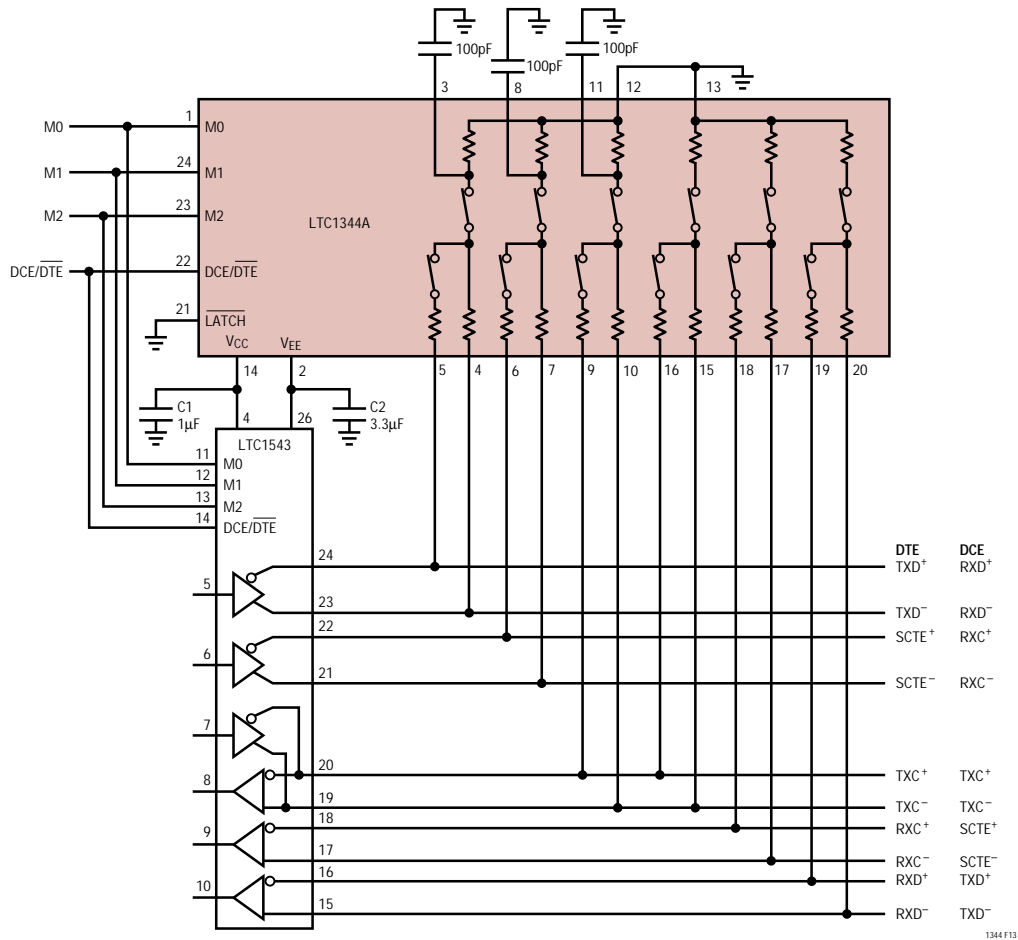 100pF
100pF
100pF
3
8
11
12
13
M0
1
M0
M1
24
M1
M2
23
M2
LTC1344A
DCE/DTE
22
DCE/DTE
21
LATCH
VCC
VEE
14
2
5
4
6
7
9
10
16
15
18
17
19
20
C1
1µF
4
26
C2
3.3µF
LTC1543
11
M0
12
M1
13
M2
14
DCE/DTE
DTE
DCE
24
TXD+
RXD+
5
23
TXD−
RXD−
22
SCTE+
RXC+
6
21
SCTE−
RXC−
7
20
TXC+
TXC+
8
19
TXC−
TXC−
18
RXC+
SCTE+
9
17
RXC−
SCTE−
16
RXD+
TXD+
10
15
RXD−
TXD−
1344 F13